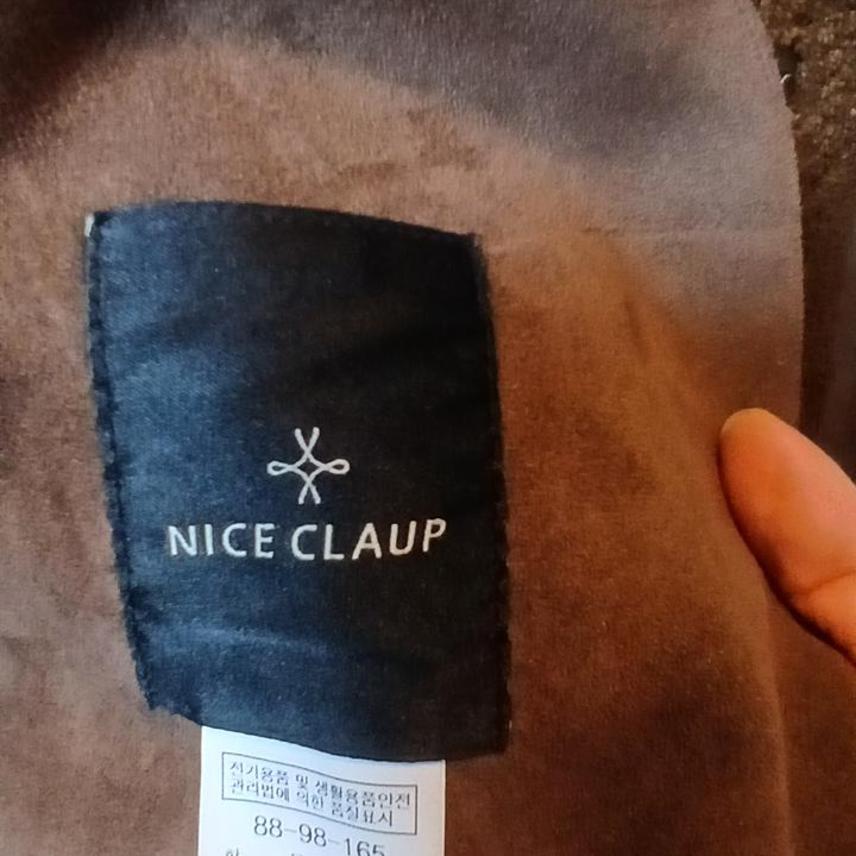 NICE CLAUP
전기용품 및 생활용품안전
관리법에 의한 품질표시
88-98-165